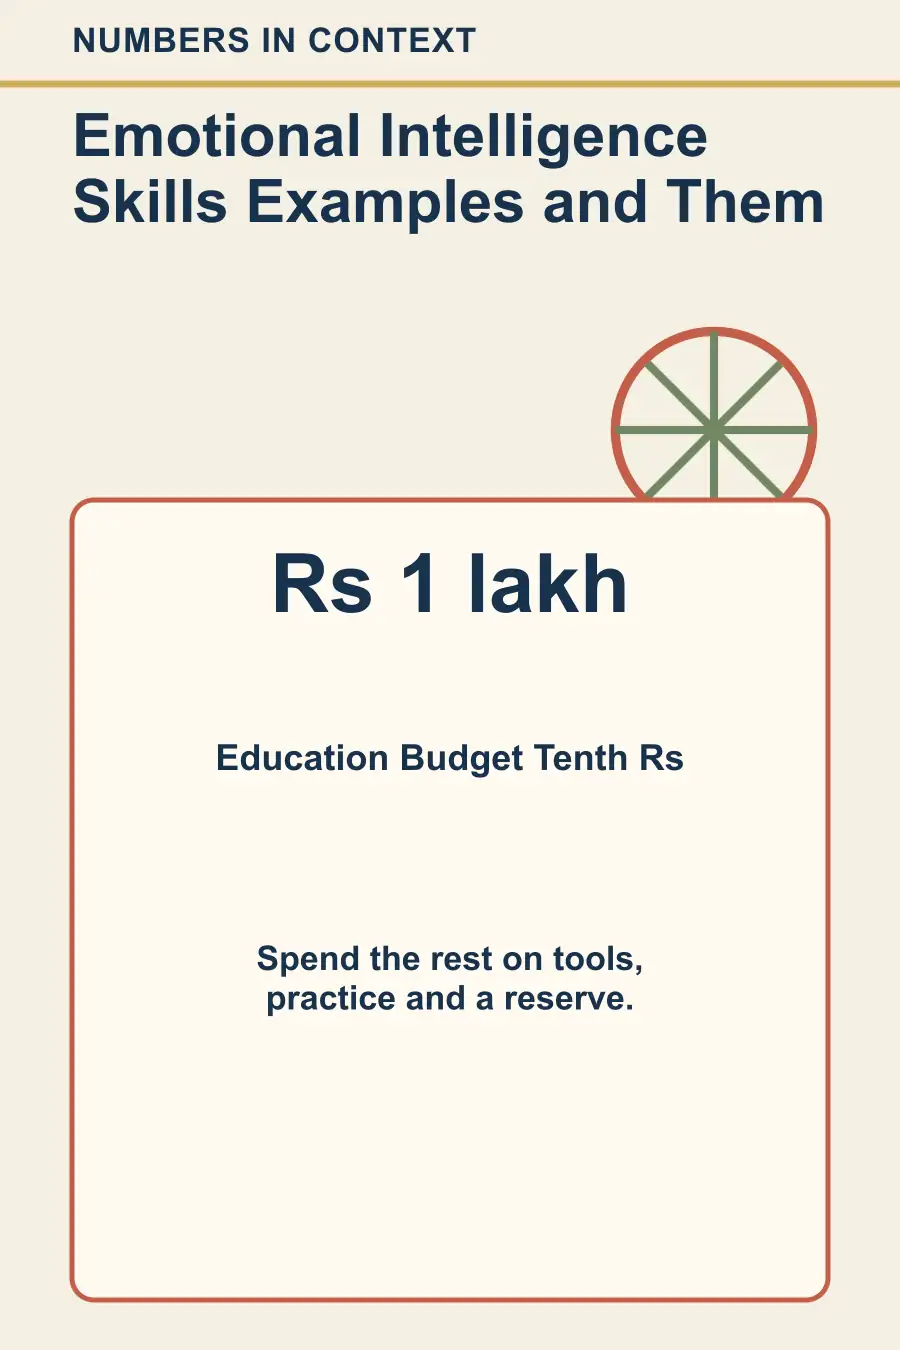 NUMBERS IN CONTEXT
Emotional Intelligence
Skills Examples and Them
Rs 1 lakh
Education Budget Tenth Rs
Spend the rest on tools,
practice and a reserve.